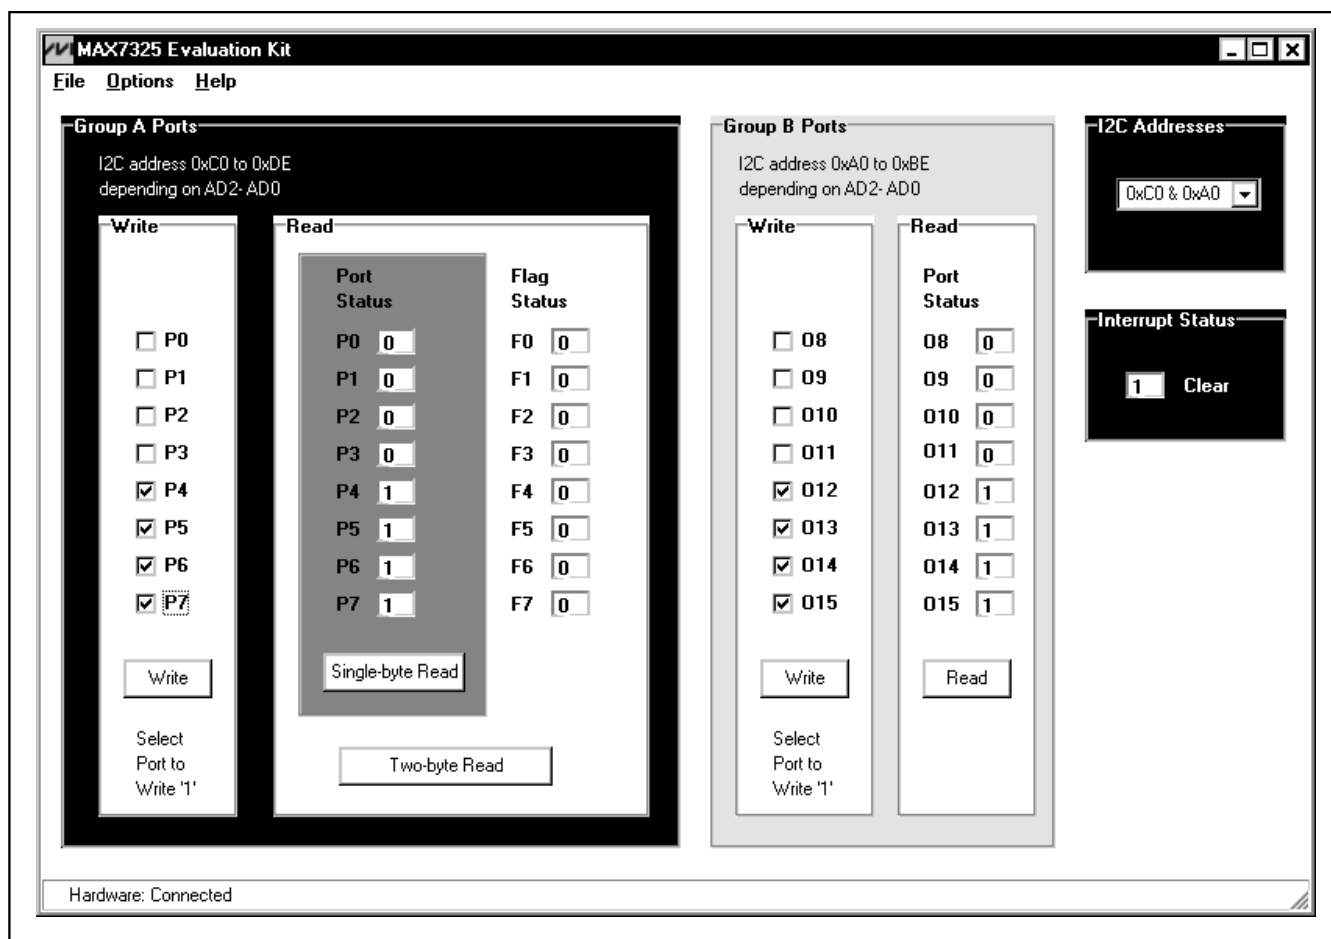 MAX7325 Evaluation Kit
File Options Help
Group A Ports
I2C address 0xC0 to 0xDE
depending on AD2- AD0
Write
P0
P1
P2
P3
P4
P5
P6
P7
Write
Select
Port to
Write '1'
Read
Port
Status
P0 0
P1 0
P2 0
P3 0
P4 1
P5 1
P6 1
P7 1
Single-byte Read
Flag
Status
F0 0
F1 0
F2 0
F3 0
F4 0
F5 0
F6 0
F7 0
Two-byte Read
Group B Ports
I2C address 0xA0 to 0xBE
depending on AD2- AD0
Write
O8
O9
O10
O11
O12
O13
O14
O15
Write
Select
Port to
Write '1'
Read
Port
Status
O8 0
O9 0
O10 0
O11 0
O12 1
O13 1
O14 1
O15 1
Read
I2C Addresses
0xC0 & 0xA0
Interrupt Status
1 Clear
Hardware: Connected